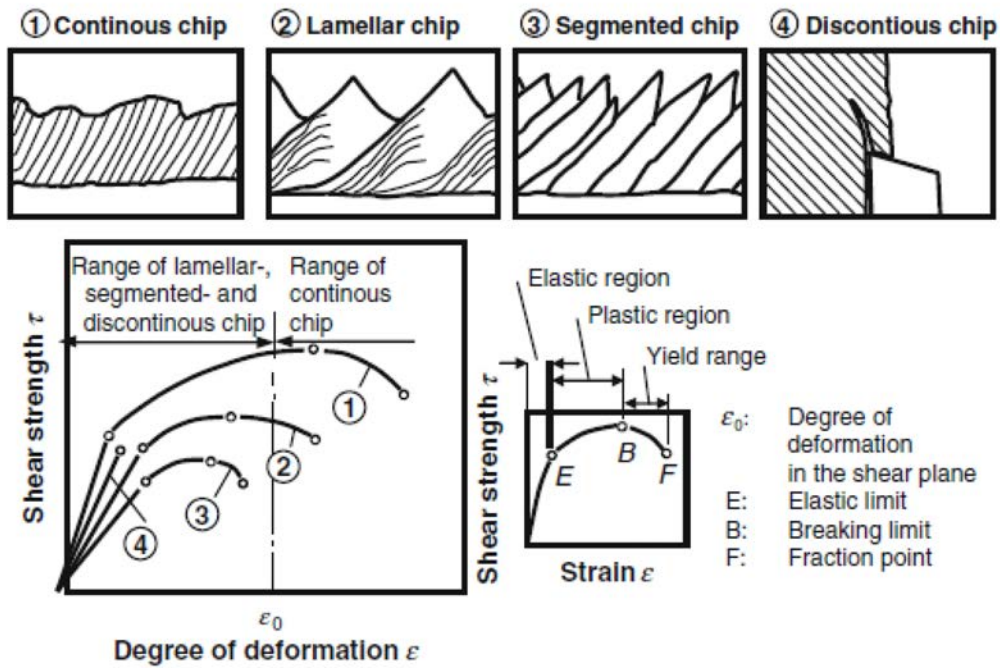 ① Continous chip
② Lamellar chip
③ Segmented chip
④ Discontious chip
Range of lamellar-,
segmented- and
discontinous chip
Range of
continous
chip
Shear strength τ
①
②
③
④
ε0
Degree of deformation ε
Elastic region
Plastic region
Yield range
Shear strength τ
E
B
F
Strain ε
ε0: Degree of
deformation
in the shear plane
E: Elastic limit
B: Breaking limit
F: Fraction point